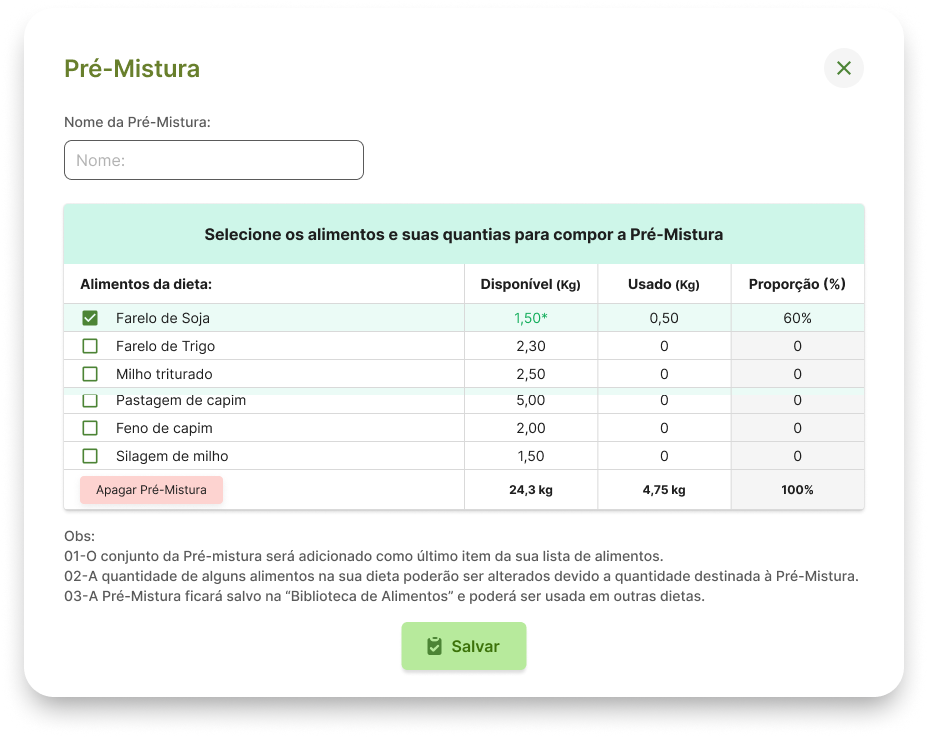 Pré-Mistura
Nome da Pré-Mistura:
Nome:
Selecione os alimentos e suas quantias para compor a Pré-Mistura
Alimentos da dieta: Disponível (Kg) Usado (Kg) Proporção (%)
Farelo de Soja 1,50* 0,50 60%
Farelo de Trigo 2,30 0 0
Milho triturado 2,50 0 0
Pastagem de capim 5,00 0 0
Feno de capim 2,00 0 0
Silagem de milho 1,50 0 0
Apagar Pré-Mistura 24,3 kg 4,75 kg 100%
Obs:
01-O conjunto da Pré-mistura será adicionado como último item da sua lista de alimentos.
02-A quantidade de alguns alimentos na sua dieta poderão ser alterados devido a quantidade destinada à Pré-Mistura.
03-A Pré-Mistura ficará salvo na “Biblioteca de Alimentos” e poderá ser usada em outras dietas.
Salvar